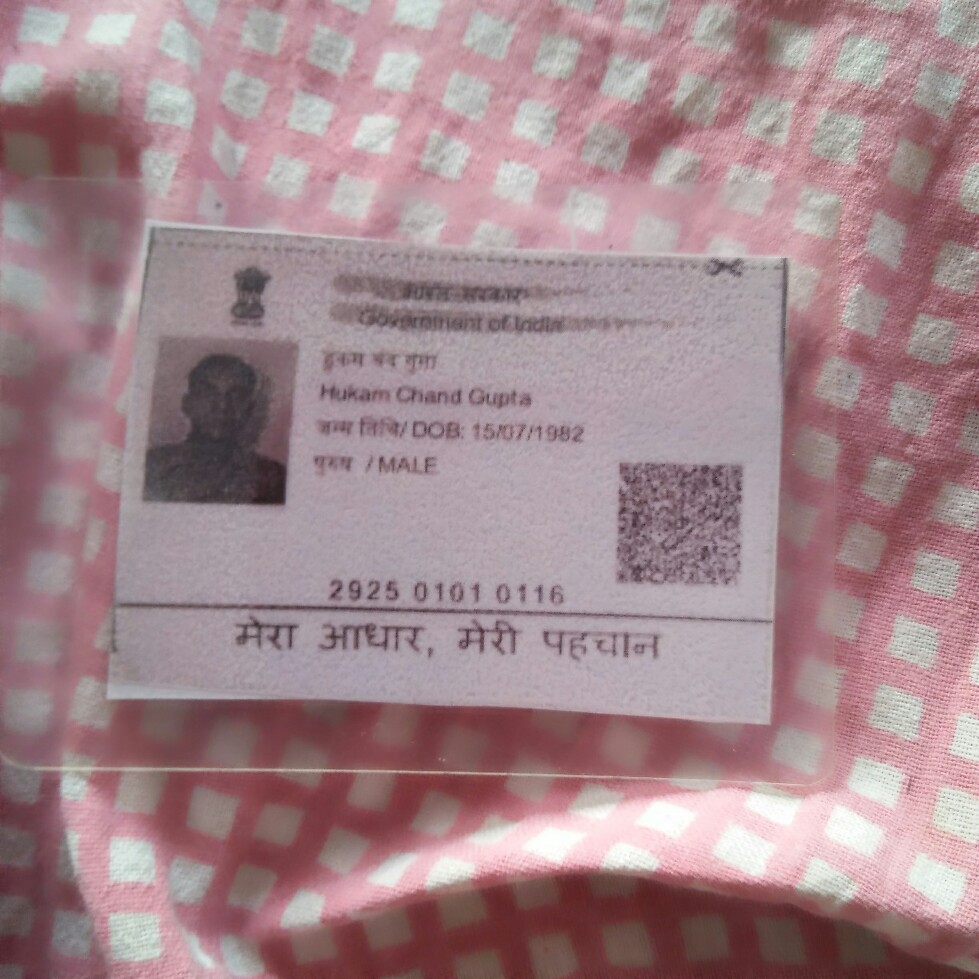 भारत सरकार
Government of India
हुकम चंद गुप्ता
Hukam Chand Gupta
जन्म तिथि/ DOB: 15/07/1982
पुरुष / MALE
2925 0101 0116
मेरा आधार, मेरी पहचान